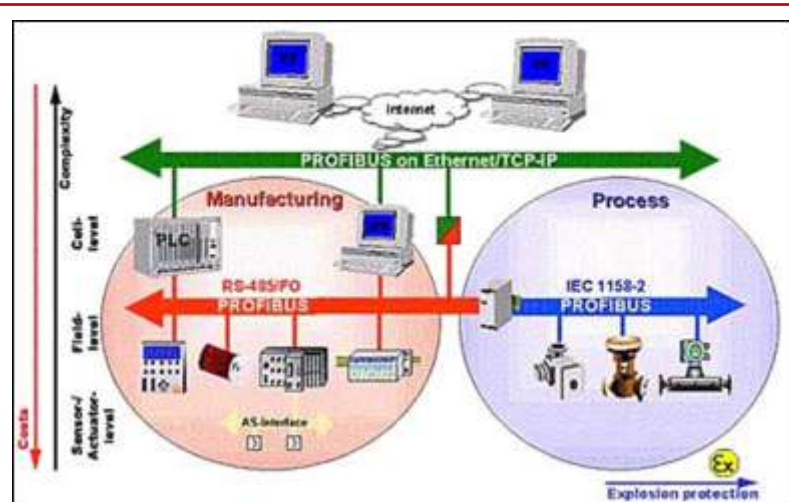 Internet
PROFIBUS on Ethernet/TCP-IP
Complexity
Costs
Manufacturing
Process
Cell-
level
PLC
RS-485/FO
PROFIBUS
IEC 1158-2
PROFIBUS
Field-
level
Sensor-/
Actuator-
level
AS-Interface
Ex
Explosion protection